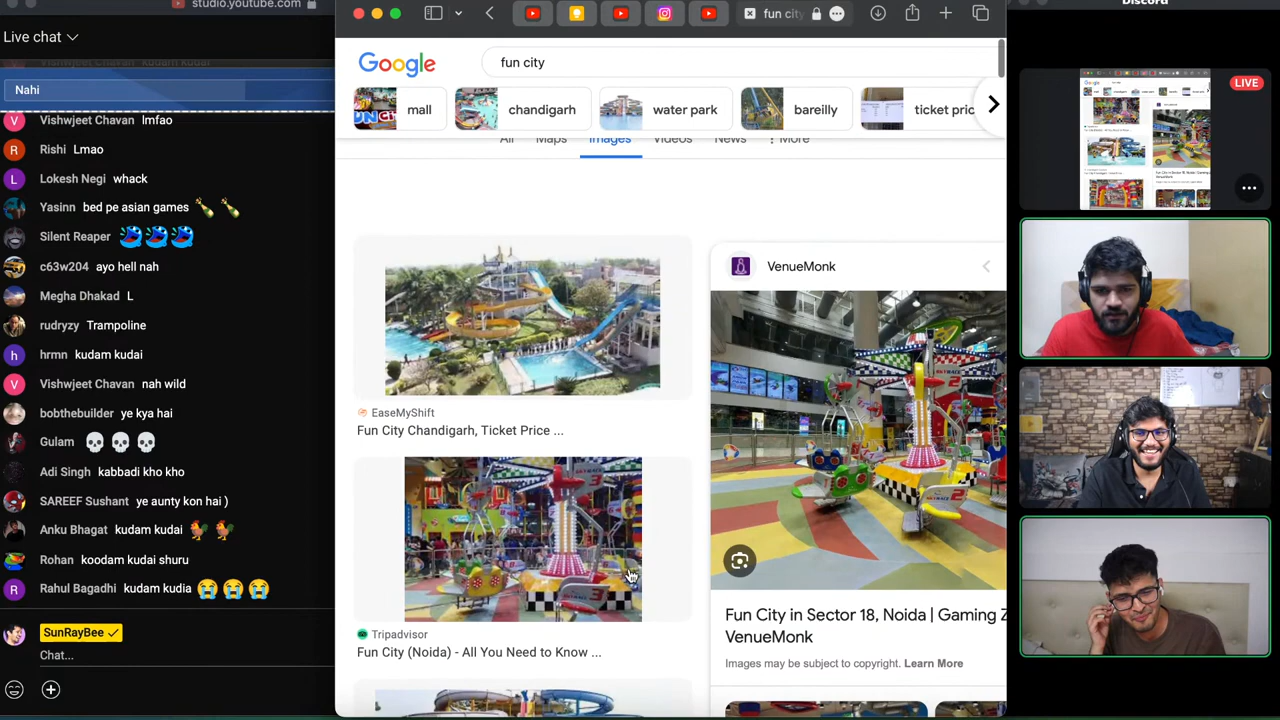 studio.youtube.com
Live chat
Nahi
Vishwjeet Chavan lmfao
Rishi Lmao
Lokesh Negi whack
Yasinn bed pe asian games
Silent Reaper
c63w204 ayo hell nah
Megha Dhakad L
rudryzy Trampoline
hrmn kudam kudai
Vishwjeet Chavan nah wild
bobthebuilder ye kya hai
Gulam
Adi Singh kabbadi kho kho
SAREEF Sushant ye aunty kon hai )
Anku Bhagat kudam kudai
Rohan koodam kudai shuru
Rahul Bagadhi kudam kudia
SunRayBee
Chat...
fun city
Google
fun city
mall
chandigarh
water park
bareilly
ticket pric
All
Maps
Images
Videos
News
More
EaseMyShift
Fun City Chandigarh, Ticket Price ...
Tripadvisor
Fun City (Noida) - All You Need to Know ...
VenueMonk
Fun City in Sector 18, Noida | Gaming Z
VenueMonk
Images may be subject to copyright. Learn More
Discord
LIVE